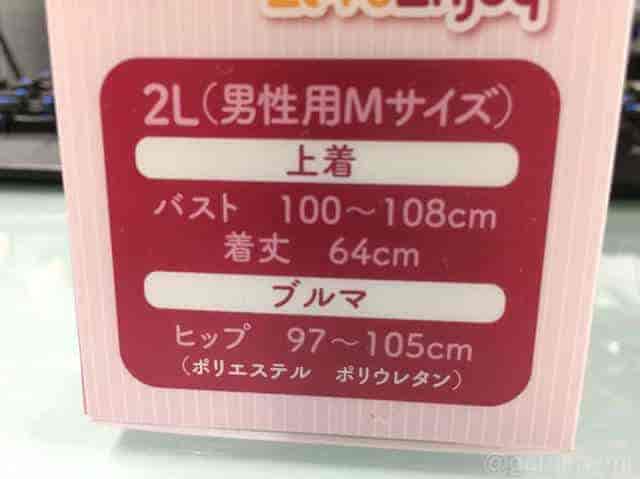 2L(男性用Mサイズ)
上着
バスト 100〜108cm
着丈 64cm
ブルマ
ヒップ 97〜105cm
(ポリエステル ポリウレタン)